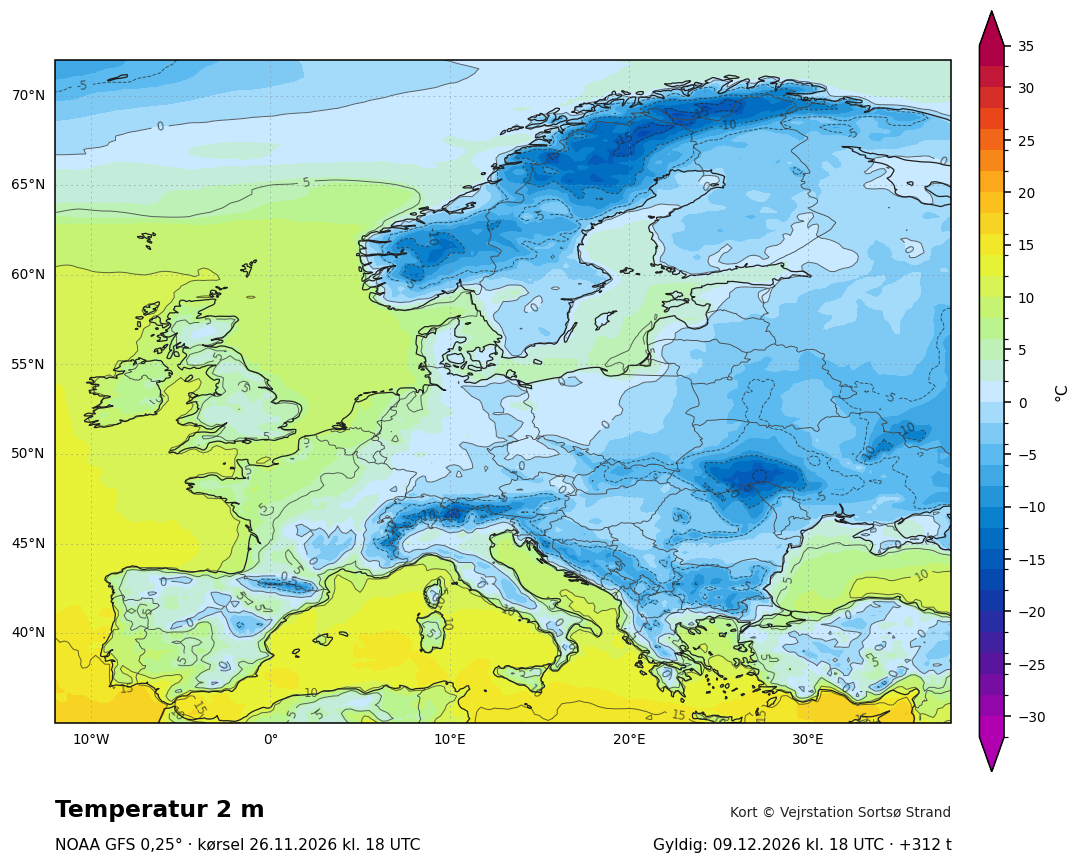 70°N
65°N
60°N
55°N
50°N
45°N
40°N
10°W
0°
10°E
20°E
30°E
35
30
25
20
15
10
5
0
−5
−10
−15
−20
−25
−30
°C
Temperatur 2 m
Kort © Vejrstation Sortsø Strand
NOAA GFS 0,25° · kørsel 26.11.2026 kl. 18 UTC
Gyldig: 09.12.2026 kl. 18 UTC · +312 t